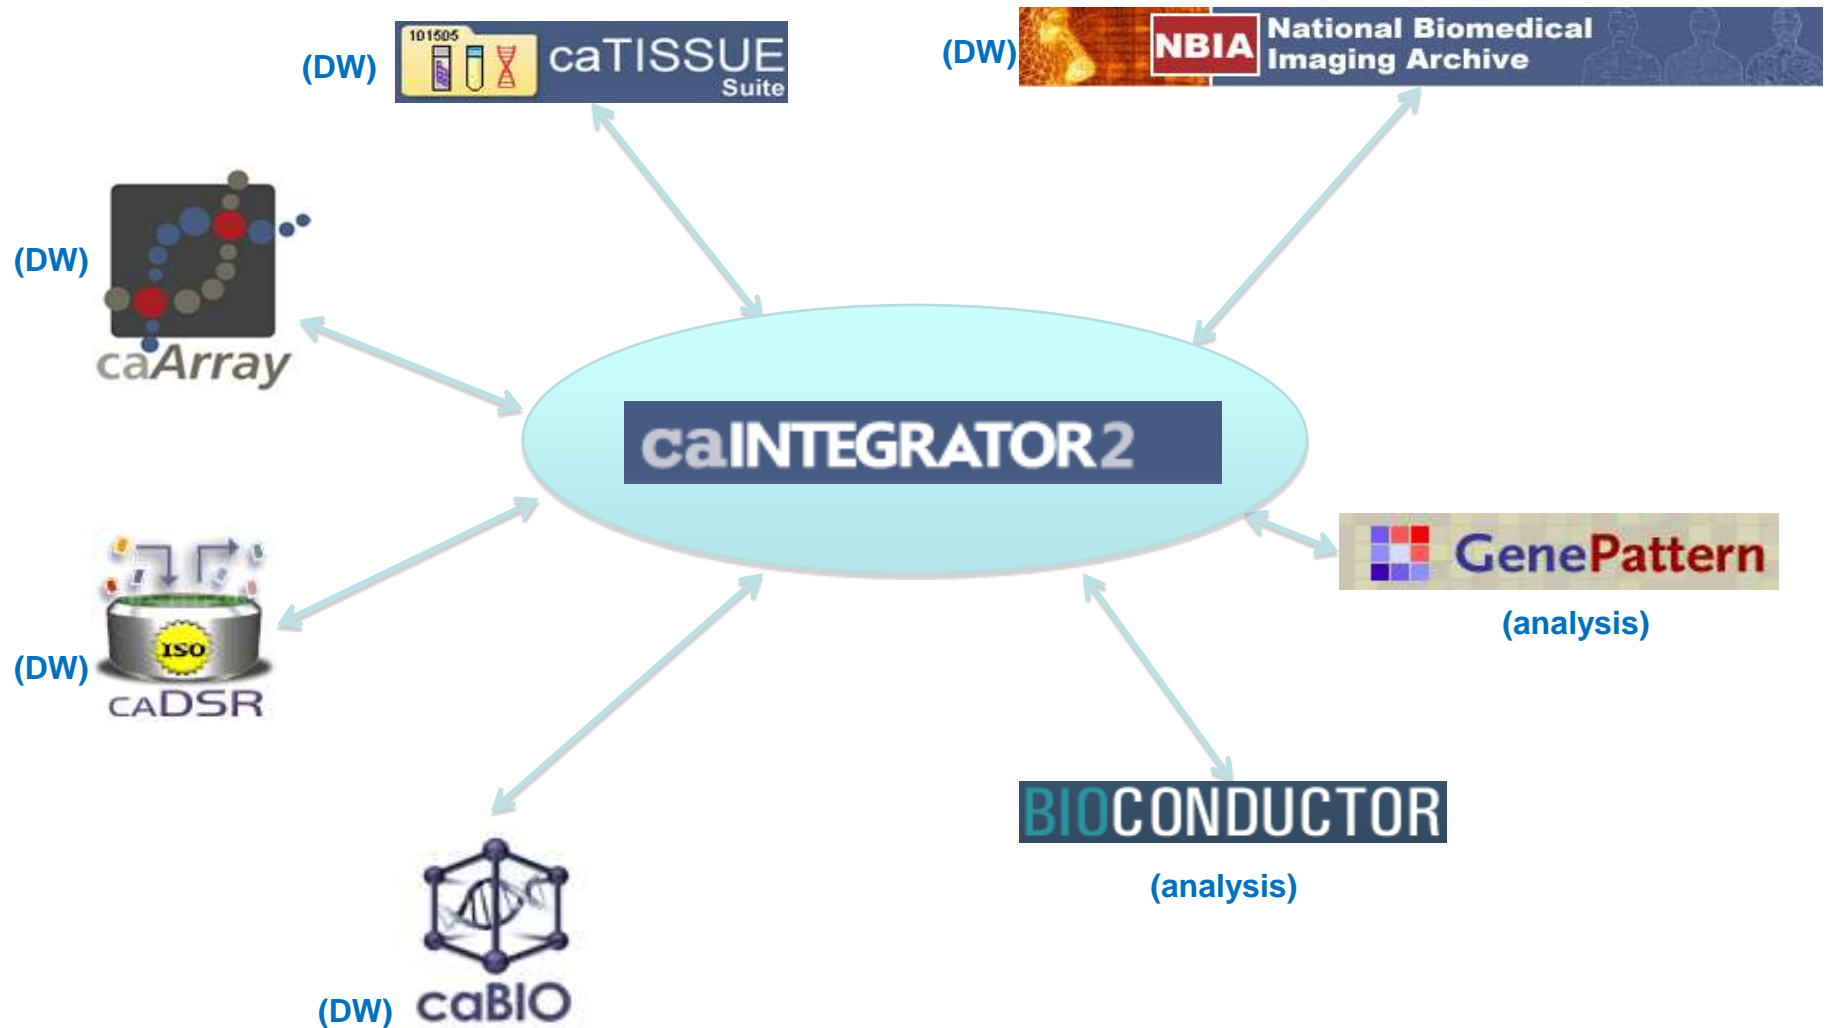 (DW)
101505
caTISSUE
Suite
(DW)
NBIA
National Biomedical
Imaging Archive
(DW)
caArray
caINTEGRATOR2
GenePattern
(analysis)
(DW)
ISO
caDSR
BIOCONDUCTOR
(analysis)
(DW)
caBIO